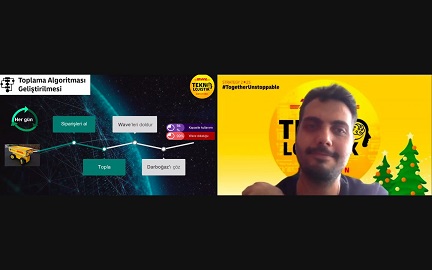 Toplama Algoritması
Geliştirilmesi
TEKNO
LOJİSTİK
Her gün
Siparişleri al
Wave'leri doldur
Kapasite kullanımı
Topla
Darboğaz'ı çöz
#TogetherUnstoppable